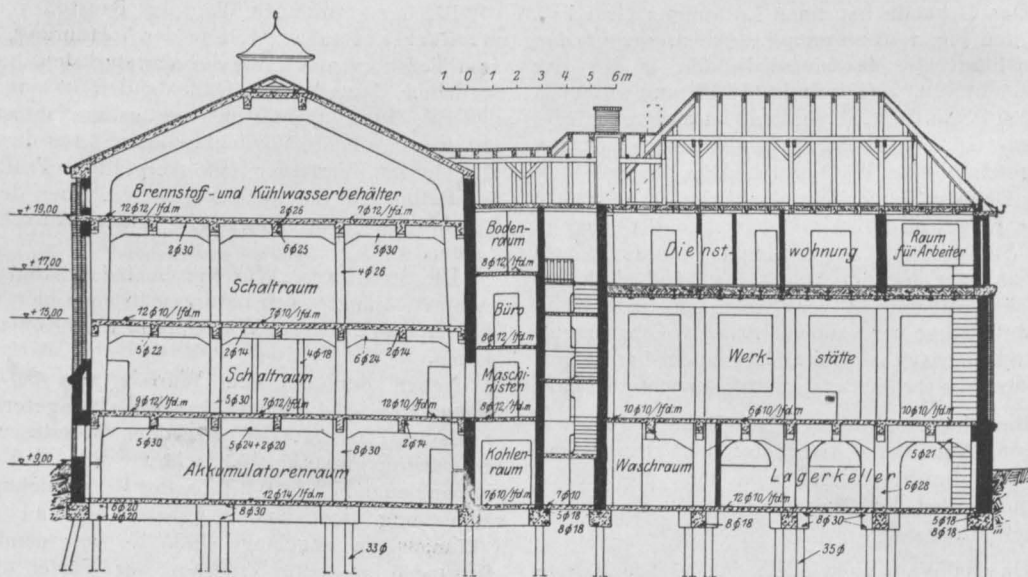 1 0 1 2 3 4 5 6m
Brennstoff- und Kühlwasserbehälter
+ 19,00
12ϕ12/lfd.m
2ϕ26
7ϕ12/lfd.m
2ϕ30
6ϕ25
5ϕ30
4ϕ26
Boden-
raum
8ϕ12/lfd.m
Dienst-
wohnung
Raum
für Arbeiter
+ 17,00
Schaltraum
+ 15,00
12ϕ10/lfd.m
7ϕ10/lfd.m
Büro
8ϕ12/lfd.m
5ϕ22
2ϕ14
4ϕ18
6ϕ24
2ϕ14
Schaltraum
Werk-
stätte
Maschi-
nisten
8ϕ12/lfd.m
9ϕ12/lfd.m
5ϕ30
7ϕ12/lfd.m
12ϕ10/lfd.m
10ϕ10/lfd.m
6ϕ10/lfd.m
10ϕ10/lfd.m
5ϕ30
5ϕ24+2ϕ20
8ϕ30
2ϕ14
Kohlen-
raum
Waschraum
Lagerkeller
5ϕ21
6ϕ28
+ 9,00
Akkumulatorenraum
12ϕ14/lfd.m
7ϕ10/lfd.m
7ϕ10
12ϕ10/lfd.m
6ϕ20
8ϕ20
8ϕ30
5ϕ18
8ϕ18
8ϕ18
8ϕ30
5ϕ18
8ϕ18
33ϕ
35ϕ